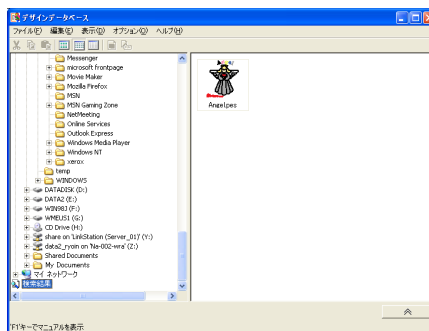 デザインデータベース
ファイル(F) 編集(E) 表示(D) オプション(O) ヘルプ(H)
Messenger
microsoft frontpage
Movie Maker
Mozilla Firefox
MSN
MSN Gaming Zone
NetMeeting
Online Services
Outlook Express
Windows Media Player
Windows NT
xerox
temp
WINDOWS
DATADISK (D:)
DATA2 (E:)
WIN98J (F:)
WMEUS1 (G:)
CD Drive (H:)
share on 'LinkStation (Server_01)' (Y:)
data2_ryoin on 'Na-002-wra' (Z:)
Shared Documents
My Documents
マイ ネットワーク
検索結果
Angelpes
'F1'キーでマニュアルを表示